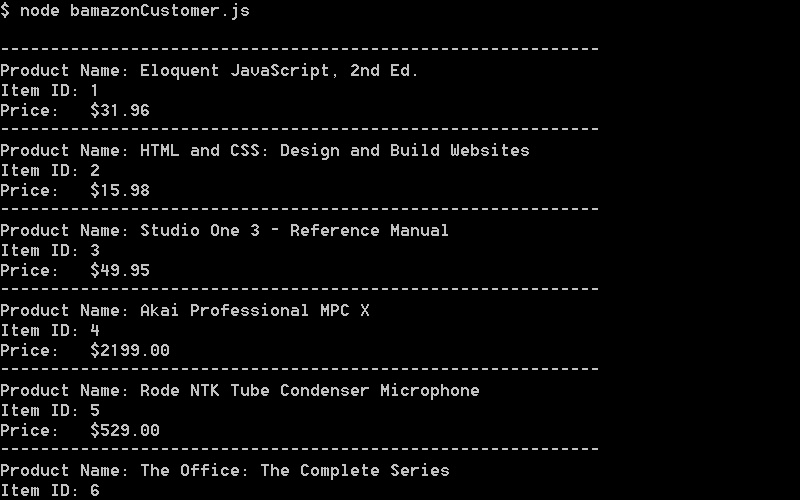 $ node bamazonCustomer.js
------------------------------------------------------------
Product Name: Eloquent JavaScript, 2nd Ed.
Item ID: 1
Price:   $31.96
------------------------------------------------------------
Product Name: HTML and CSS: Design and Build Websites
Item ID: 2
Price:   $15.98
------------------------------------------------------------
Product Name: Studio One 3 - Reference Manual
Item ID: 3
Price:   $49.95
------------------------------------------------------------
Product Name: Akai Professional MPC X
Item ID: 4
Price:   $2199.00
------------------------------------------------------------
Product Name: Rode NTK Tube Condenser Microphone
Item ID: 5
Price:   $529.00
------------------------------------------------------------
Product Name: The Office: The Complete Series
Item ID: 6